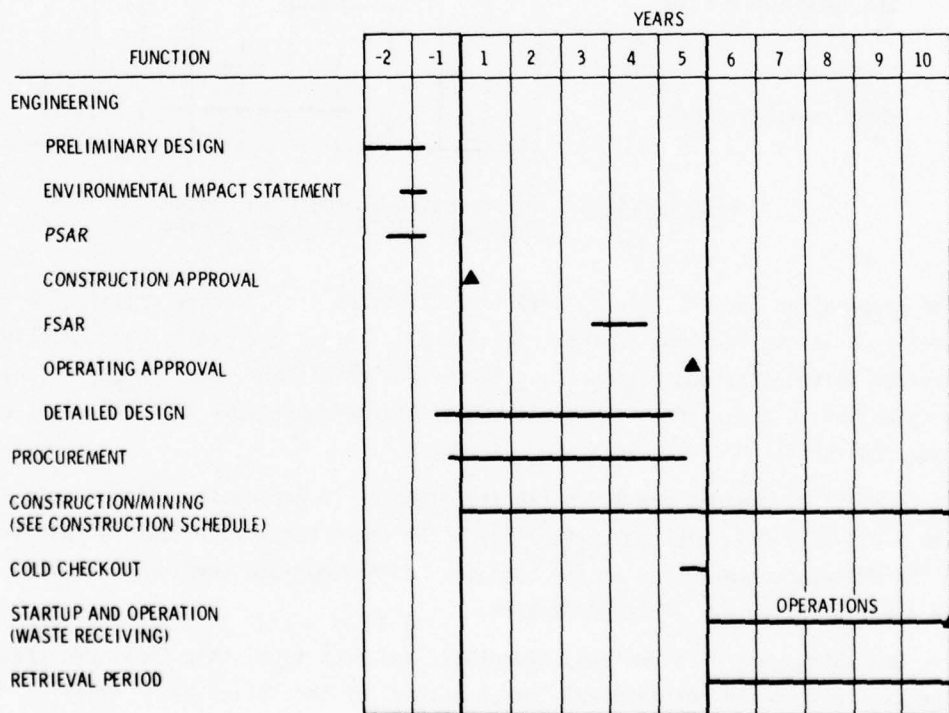 YEARS
FUNCTION -2 -1 1 2 3 4 5 6 7 8 9 10
ENGINEERING
PRELIMINARY DESIGN
ENVIRONMENTAL IMPACT STATEMENT
PSAR
CONSTRUCTION APPROVAL
FSAR
OPERATING APPROVAL
DETAILED DESIGN
PROCUREMENT
CONSTRUCTION/MINING
(SEE CONSTRUCTION SCHEDULE)
COLD CHECKOUT
STARTUP AND OPERATION OPERATIONS
(WASTE RECEIVING)
RETRIEVAL PERIOD